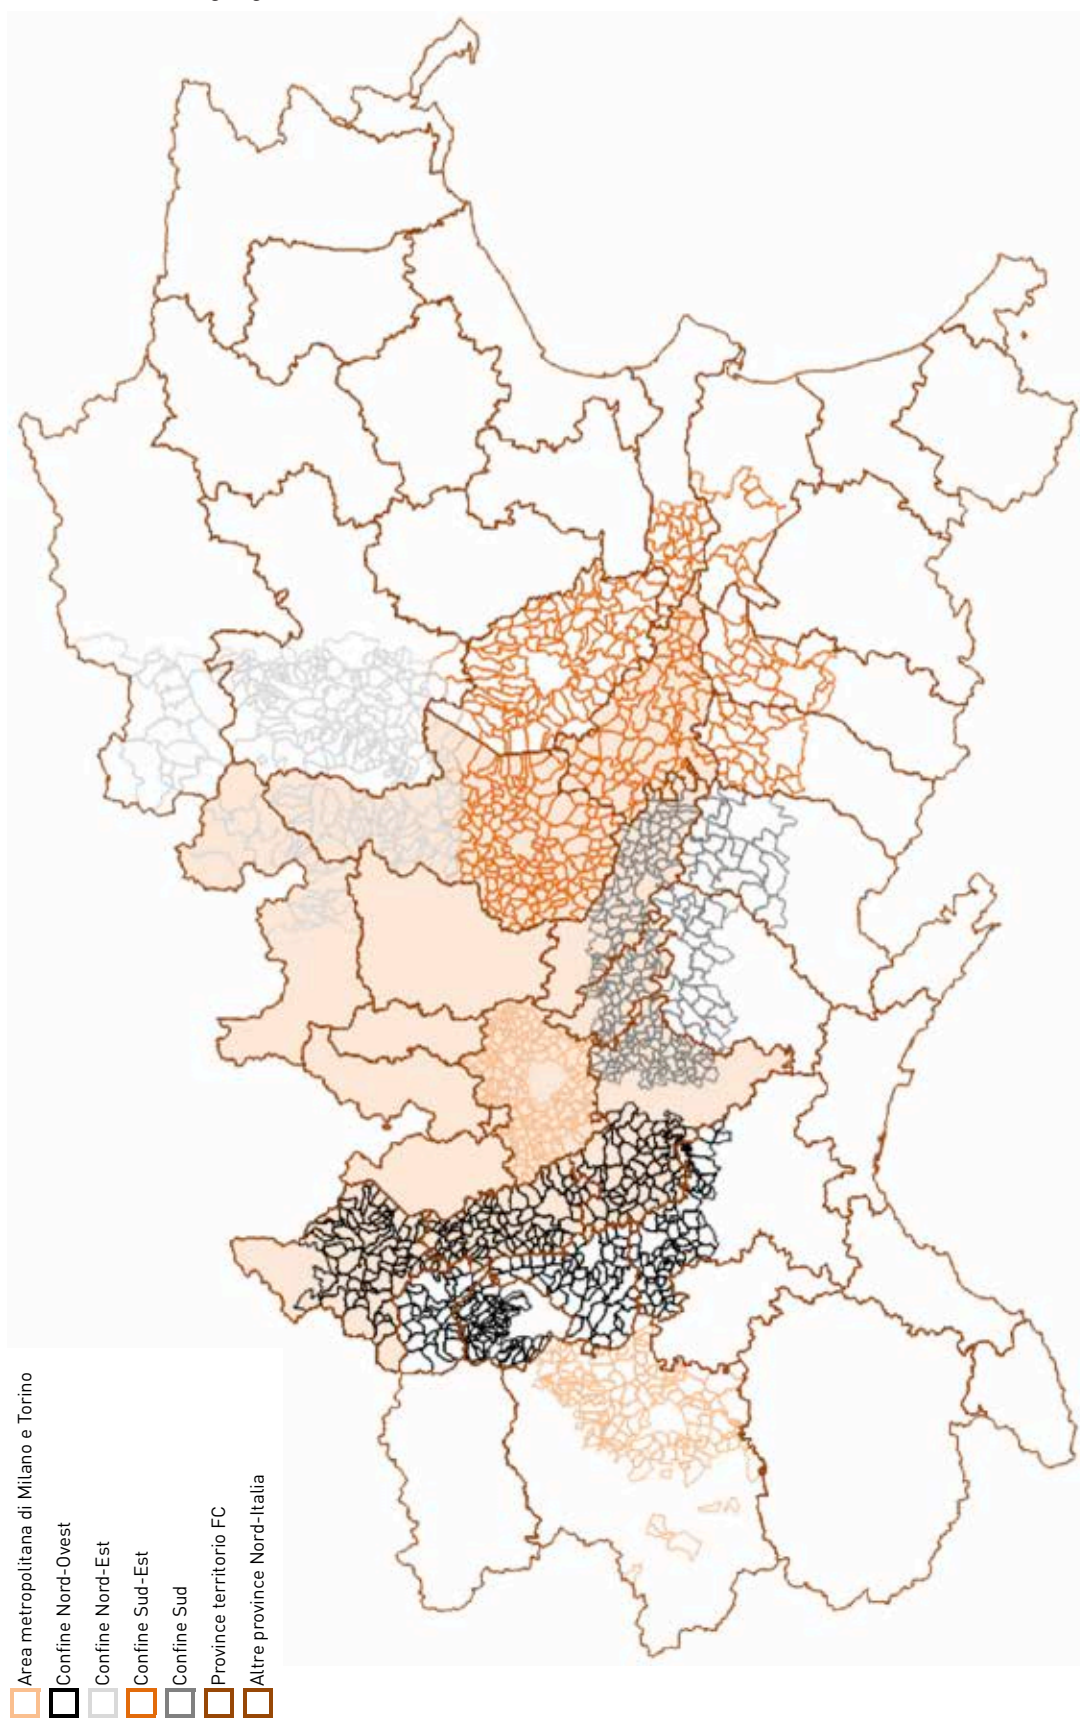 Area metropolitana di Milano e Torino
Confine Nord-Ovest
Confine Nord-Est
Confine Sud-Est
Confine Sud
Province territorio FC
Altre province Nord-Italia